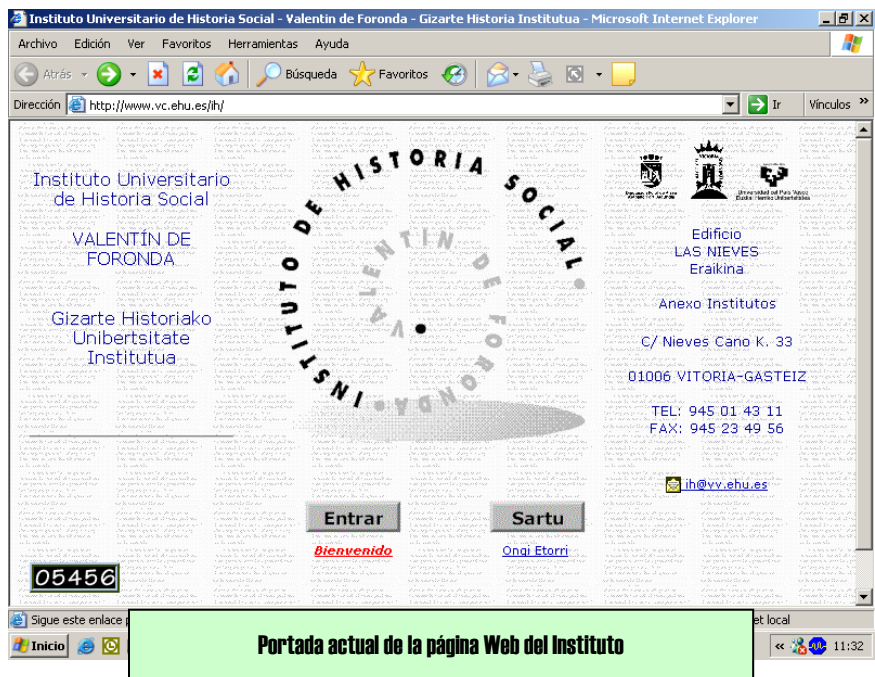 Instituto Universitario de Historia Social - Valentin de Foronda - Gizarte Historia Institutua - Microsoft Internet Explorer
Archivo Edición Ver Favoritos Herramientas Ayuda
Atrás Búsqueda Favoritos
Dirección http://www.vc.ehu.es/ih/ Ir Vínculos »
Instituto Universitario
de Historia Social
VALENTÍN DE
FORONDA
Gizarte Historiako
Unibertsitate
Institutua
INSTITUTO DE HISTORIA SOCIAL
VALENTIN DE FORONDA
Edificio
LAS NIEVES
Eraikina
Anexo Institutos
C/ Nieves Cano K. 33
01006 VITORIA-GASTEIZ
TEL: 945 01 43 11
FAX: 945 23 49 56
ih@vv.ehu.es
Entrar Sartu
Bienvenido Ongi Etorri
05456
Sigue este enlace
et local
Inicio « 11:32
Portada actual de la página Web del Instituto